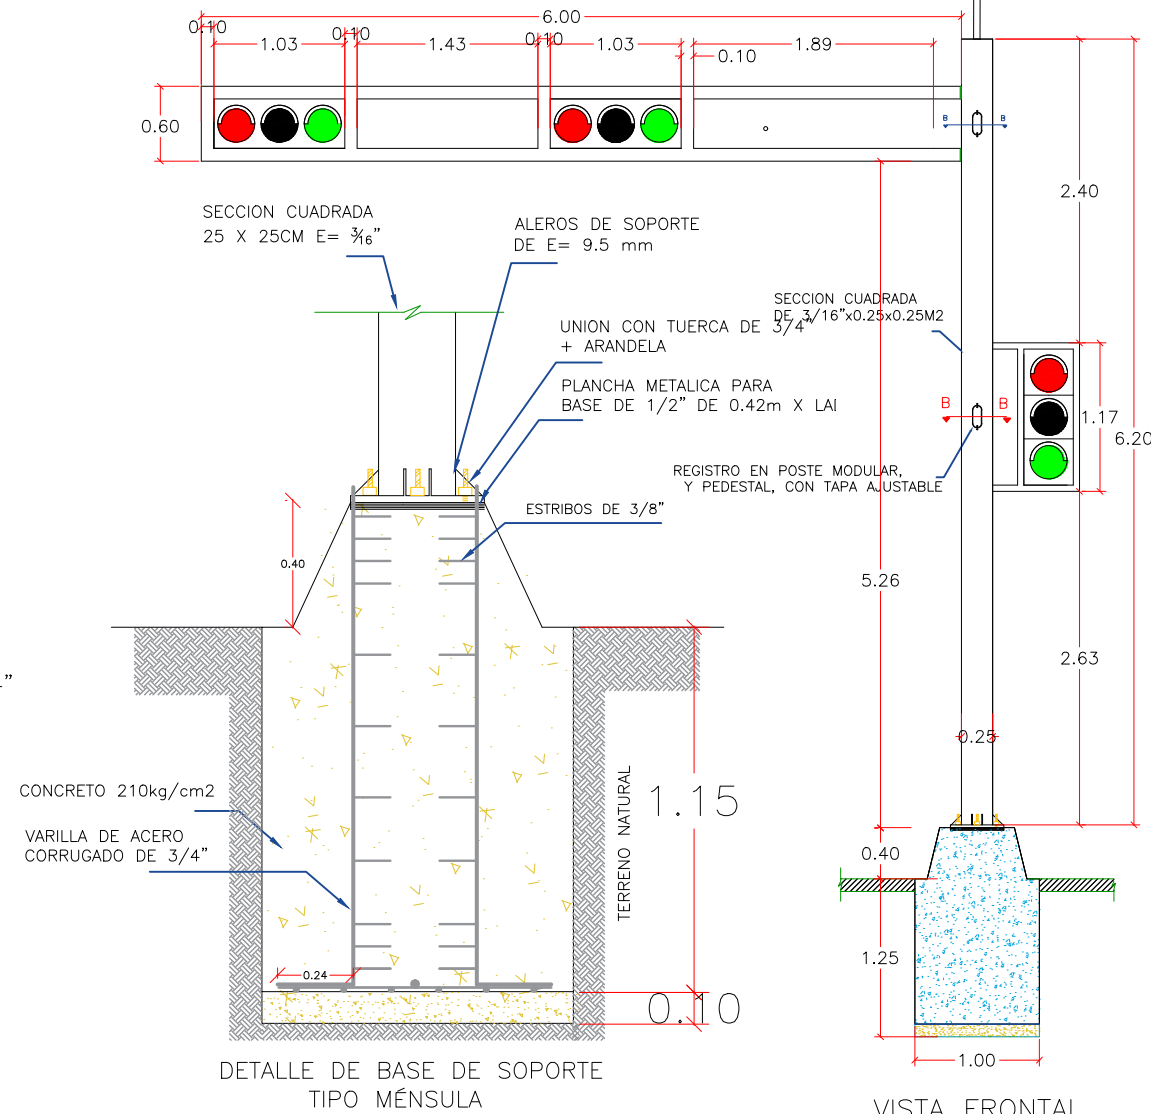 6.00
0.10
1.03
0.10
1.43
0.10
1.03
1.89
0.10
0.60
B B
2.40
SECCION CUADRADA
25 X 25CM E= 3/16"
ALEROS DE SOPORTE
DE E= 9.5 mm
SECCION CUADRADA
DE 3/16"x0.25x0.25M2
UNION CON TUERCA DE 3/4"
+ ARANDELA
PLANCHA METALICA PARA
BASE DE 1/2" DE 0.42m X LAI
B B
1.17
6.20
REGISTRO EN POSTE MODULAR,
Y PEDESTAL, CON TAPA AJUSTABLE
ESTRIBOS DE 3/8"
0.40
5.26
2.63
0.25
CONCRETO 210kg/cm2
VARILLA DE ACERO
CORRUGADO DE 3/4"
TERRENO NATURAL
1.15
0.40
1.25
0.24
0.10
1.00
DETALLE DE BASE DE SOPORTE
TIPO MÉNSULA
VISTA FRONTAL